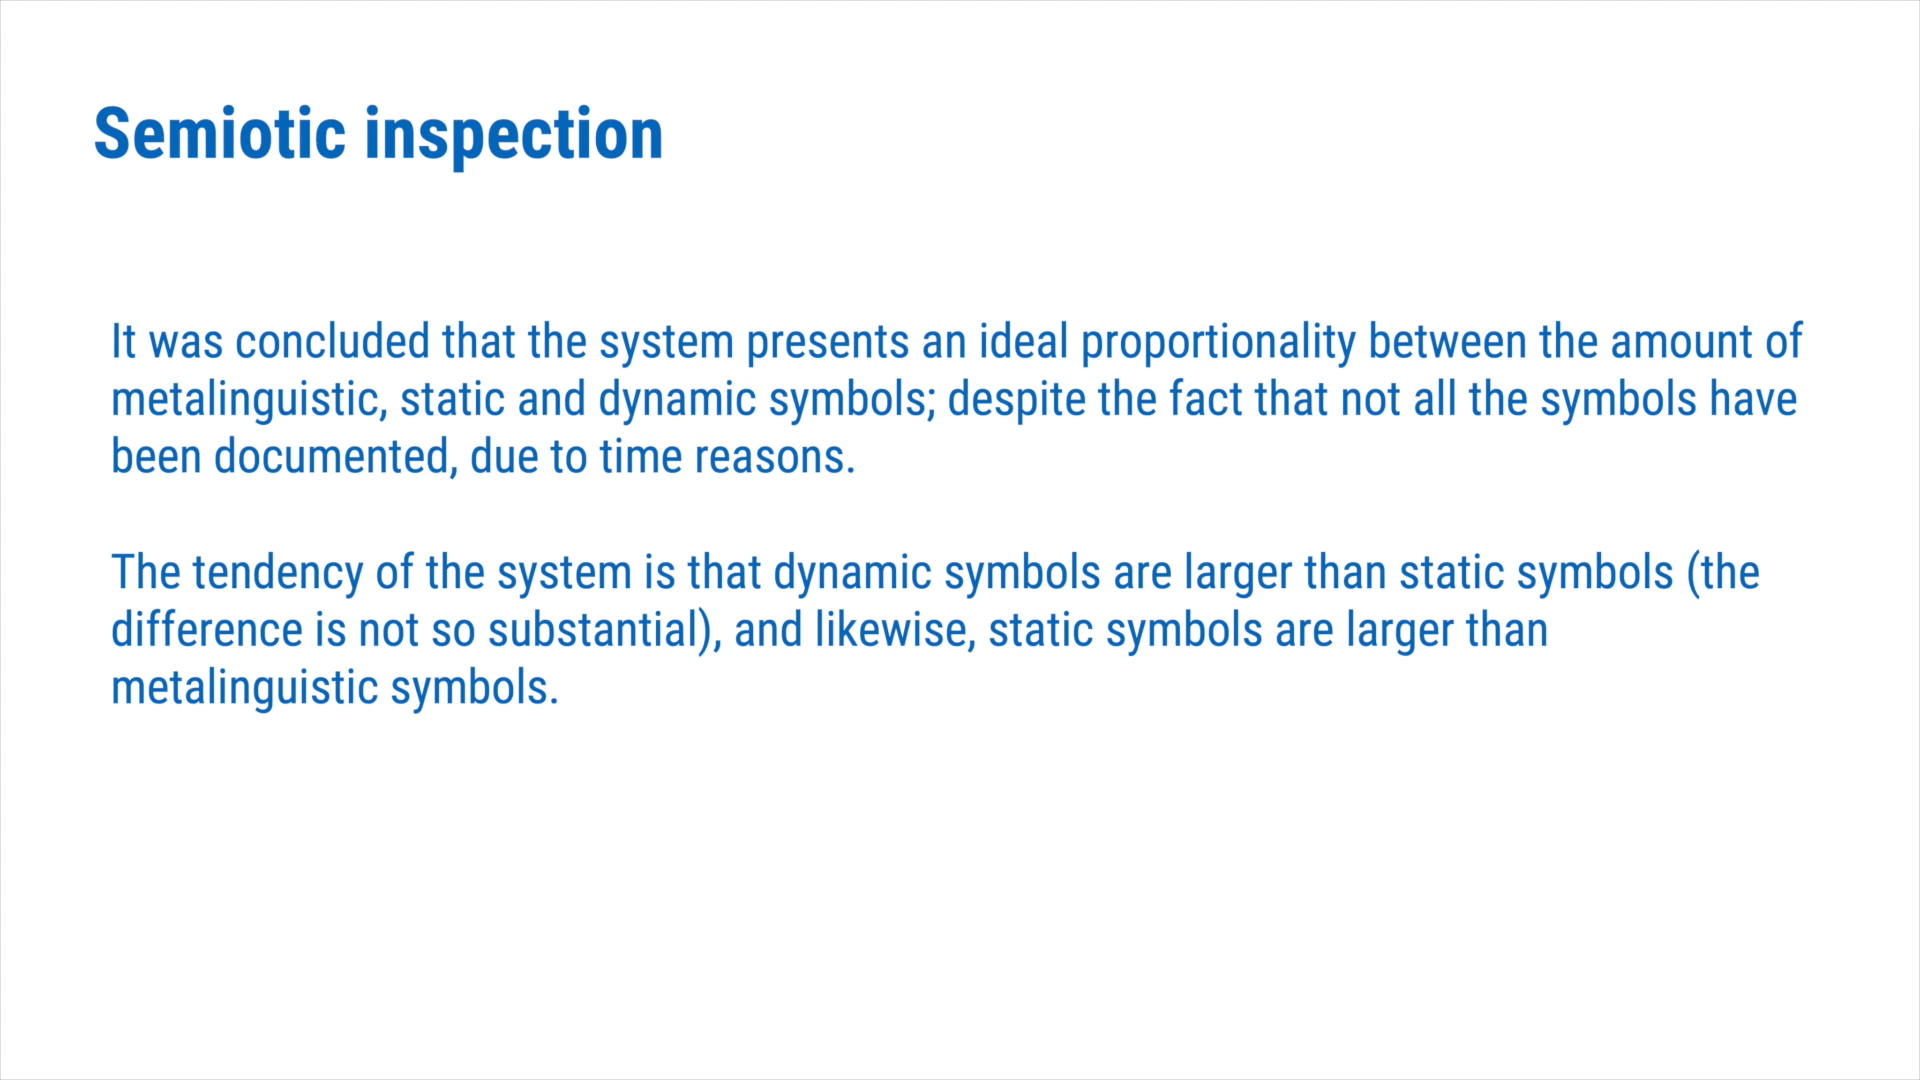 Semiotic inspection
It was concluded that the system presents an ideal proportionality between the amount of
metalinguistic, static and dynamic symbols; despite the fact that not all the symbols have
been documented, due to time reasons.
The tendency of the system is that dynamic symbols are larger than static symbols (the
difference is not so substantial), and likewise, static symbols are larger than
metalinguistic symbols.